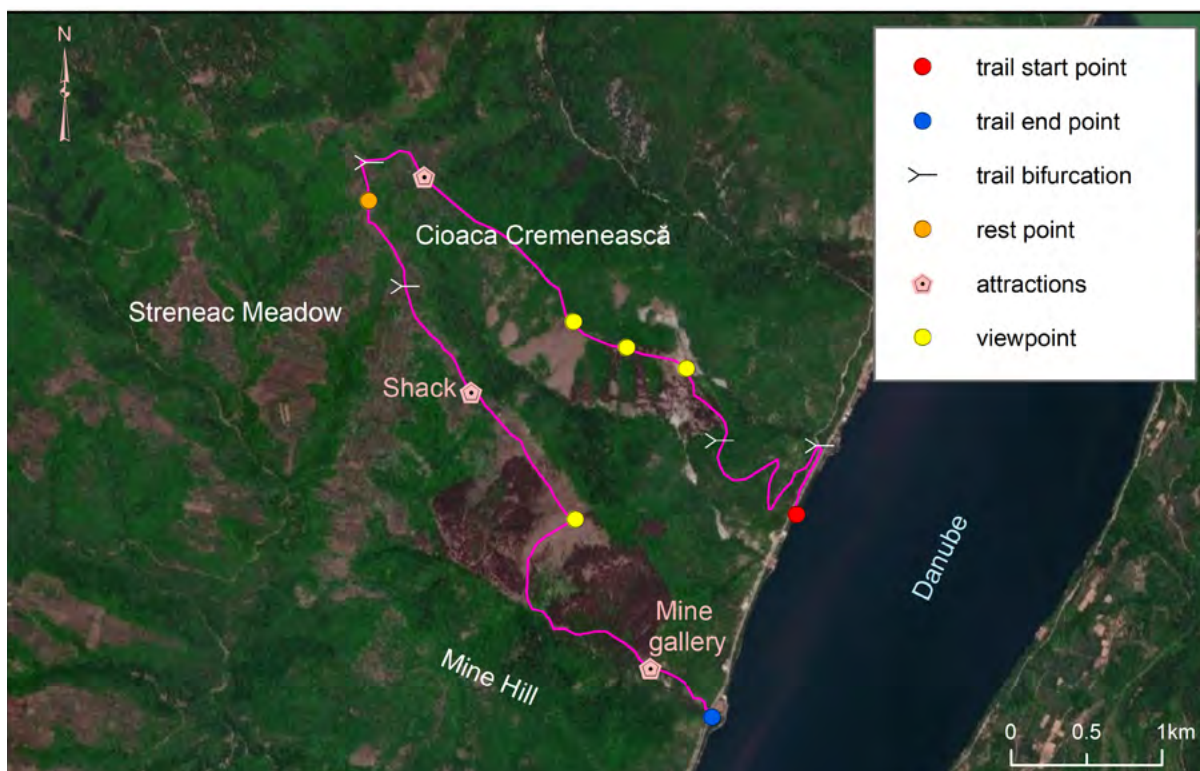 N
trail start point
trail end point
trail bifurcation
rest point
attractions
viewpoint
Cioaca Cremenească
Streneac Meadow
Shack
Danube
Mine
gallery
Mine Hill
0 0.5 1km